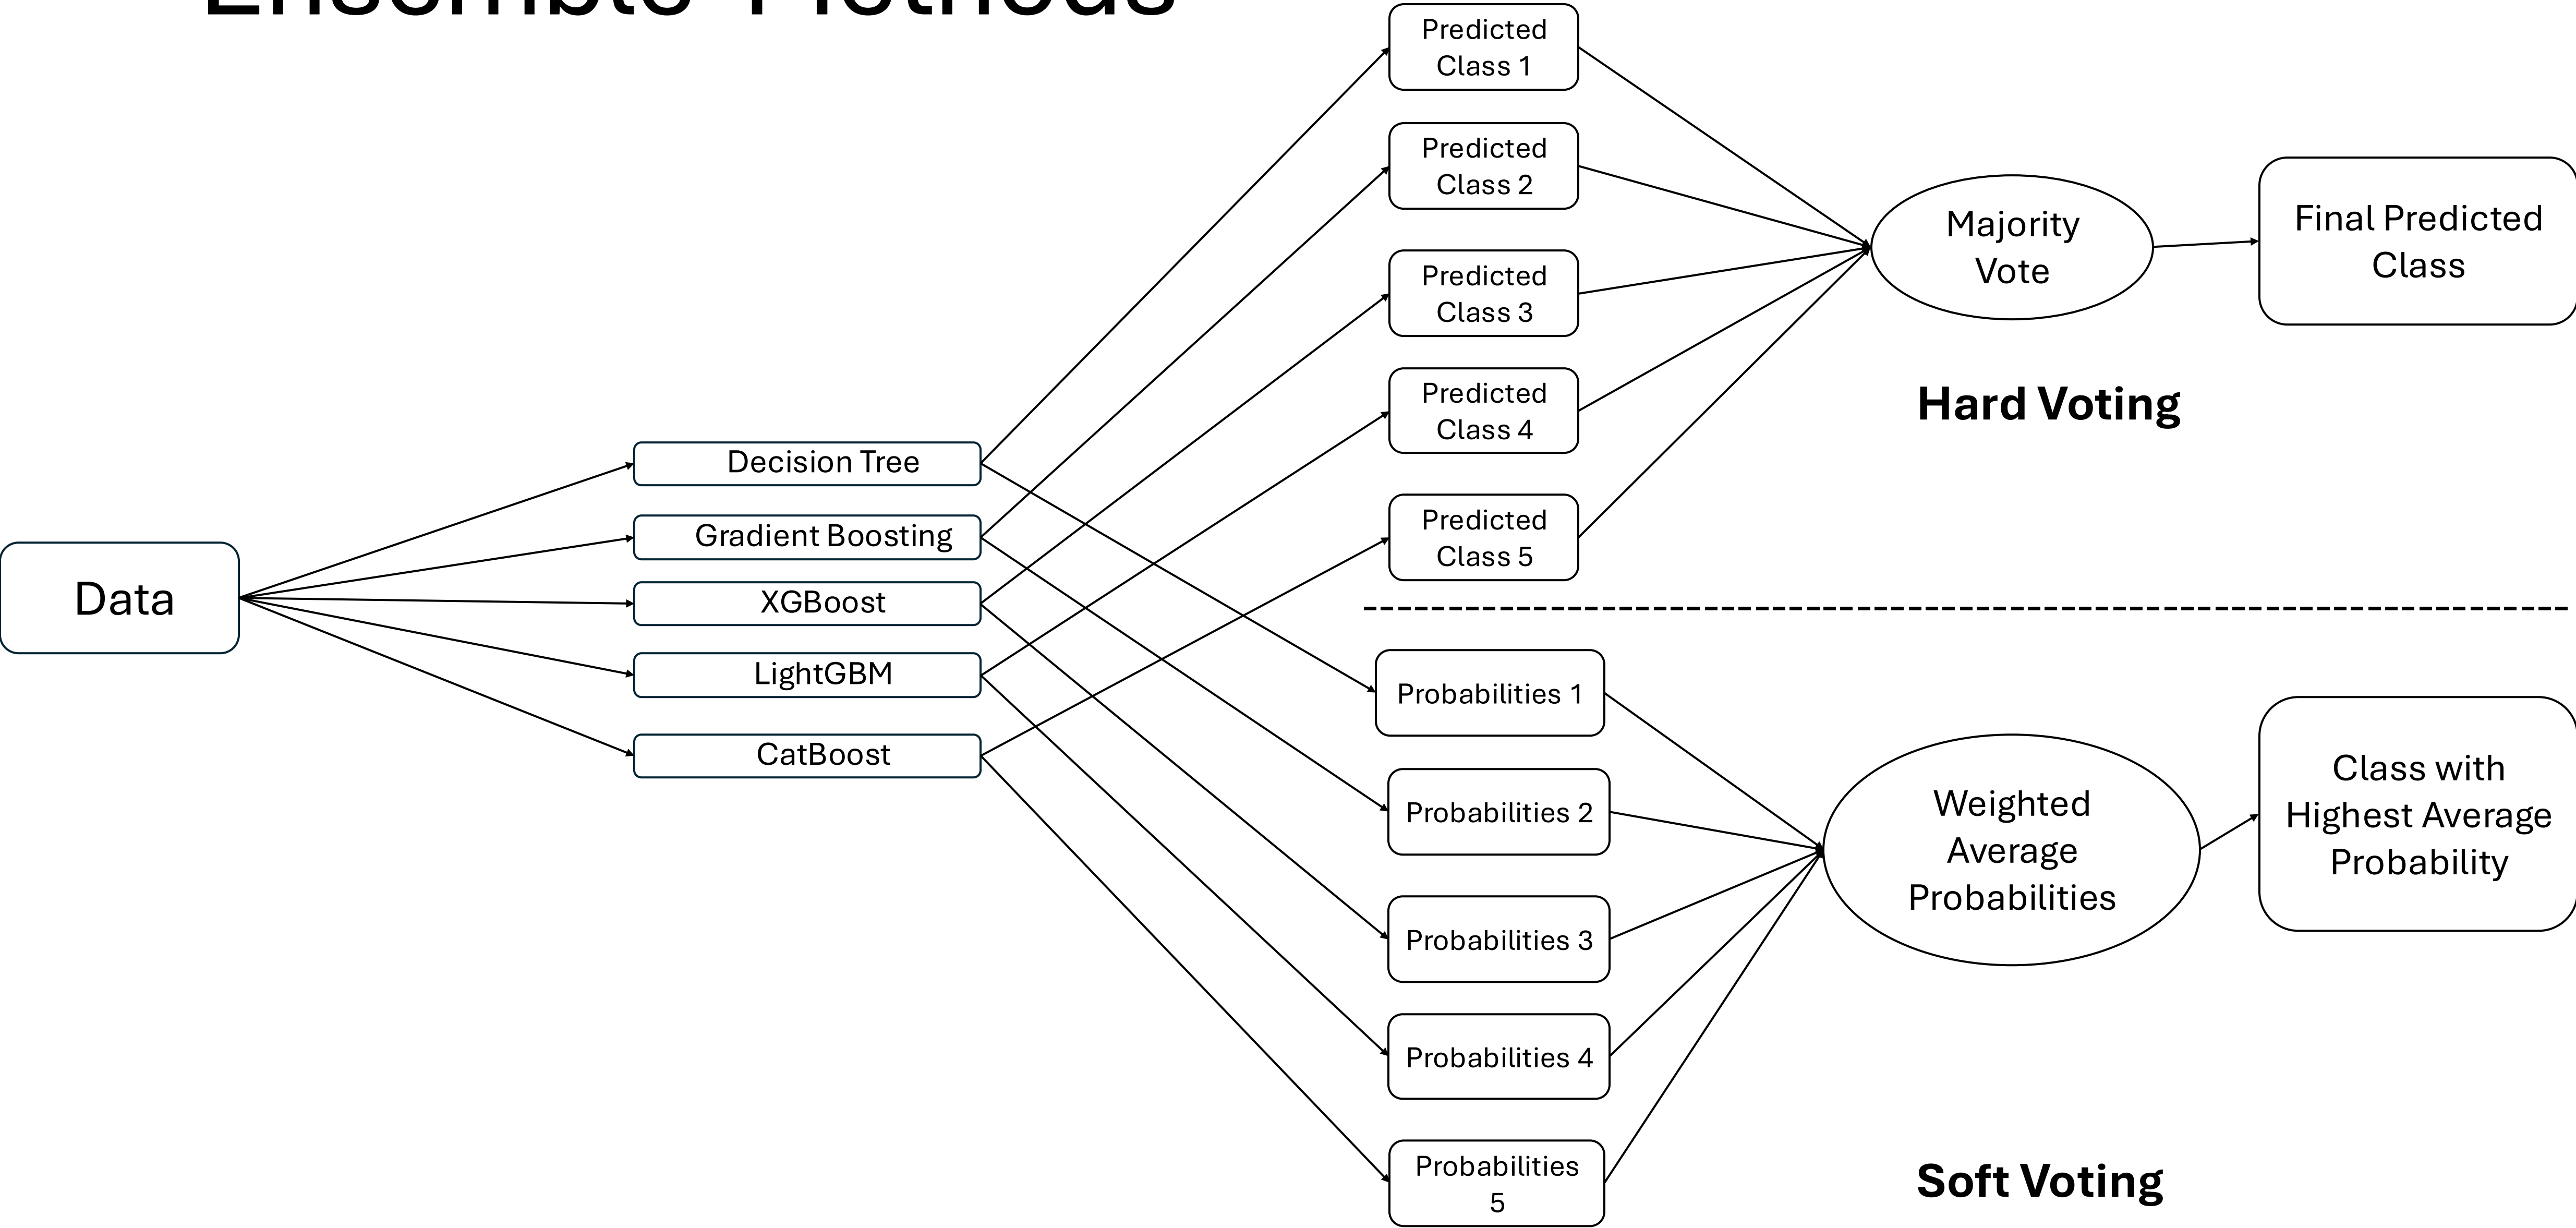 Ensemble Methods
Data
Decision Tree
Gradient Boosting
XGBoost
LightGBM
CatBoost
Predicted
Class 1
Predicted
Class 2
Predicted
Class 3
Predicted
Class 4
Predicted
Class 5
Majority
Vote
Final Predicted
Class
Hard Voting
Probabilities 1
Probabilities 2
Probabilities 3
Probabilities 4
Probabilities
5
Weighted
Average
Probabilities
Class with
Highest Average
Probability
Soft Voting